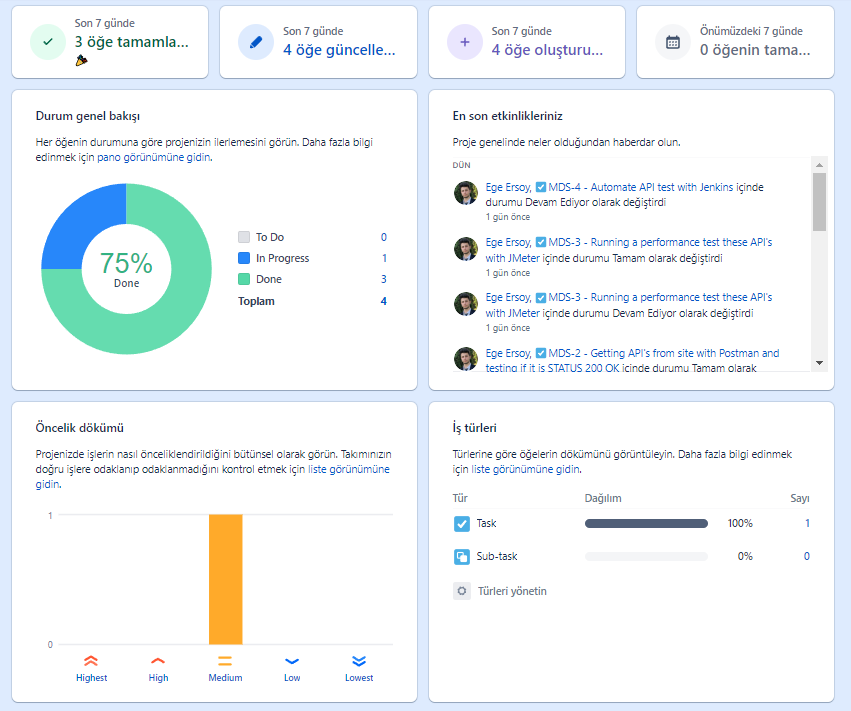 Son 7 günde
3 öğe tamamla...
Son 7 günde
4 öğe güncelle...
Son 7 günde
4 öğe oluşturu...
Önümüzdeki 7 günde
0 öğenin tama...
Durum genel bakışı
Her öğenin durumuna göre projenizin ilerlemesini görün. Daha fazla bilgi
edinmek için pano görünümüne gidin.
75%
Done
To Do 0
In Progress 1
Done 3
Toplam 4
En son etkinlikleriniz
Proje genelinde neler olduğundan haberdar olun.
DÜN
Ege Ersoy, MDS-4 - Automate API test with Jenkins içinde
durumu Devam Ediyor olarak değiştirdi
1 gün önce
Ege Ersoy, MDS-3 - Running a performance test these API's
with JMeter içinde durumu Tamam olarak değiştirdi
1 gün önce
Ege Ersoy, MDS-3 - Running a performance test these API's
with JMeter içinde durumu Devam Ediyor olarak değiştirdi
1 gün önce
Ege Ersoy, MDS-2 - Getting API's from site with Postman and
testing if it is STATUS 200 OK içinde durumu Tamam olarak
Öncelik dökümü
Projenizde işlerin nasıl önceliklendirildiğini bütünsel olarak görün. Takımınızın
doğru işlere odaklanıp odaklanmadığını kontrol etmek için liste görünümüne
gidin.
1
0
Highest High Medium Low Lowest
İş türleri
Türlerine göre öğelerin dökümünü görüntüleyin. Daha fazla bilgi edinmek
için liste görünümüne gidin.
Tür Dağılım Sayı
Task 100% 1
Sub-task 0% 0
Türleri yönetin